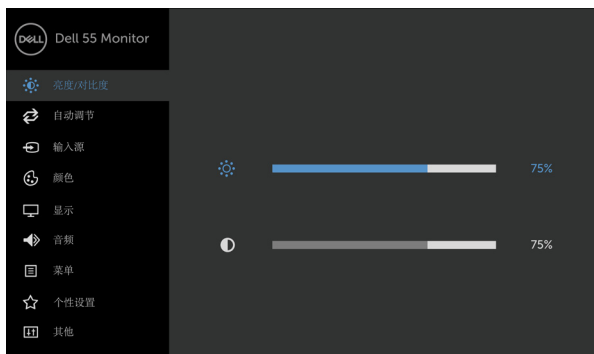 DELL
Dell 55 Monitor
亮度/对比度
自动调节
输入源
颜色
显示
音频
菜单
个性设置
其他
75%
75%